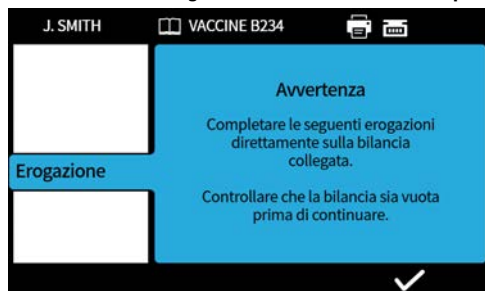 J. SMITH VACCINE B234
Avvertenza
Completare le seguenti erogazioni
direttamente sulla bilancia
collegata.
Erogazione
Controllare che la bilancia sia vuota
prima di continuare.